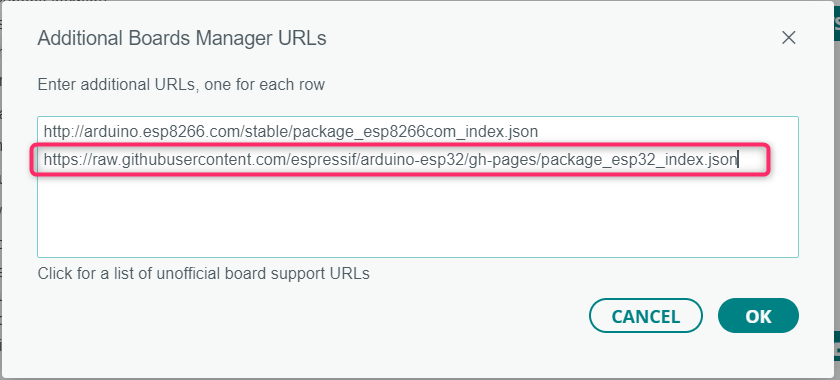 Additional Boards Manager URLs
Enter additional URLs, one for each row
http://arduino.esp8266.com/stable/package_esp8266com_index.json
https://raw.githubusercontent.com/espressif/arduino-esp32/gh-pages/package_esp32_index.json
Click for a list of unofficial board support URLs
CANCEL OK